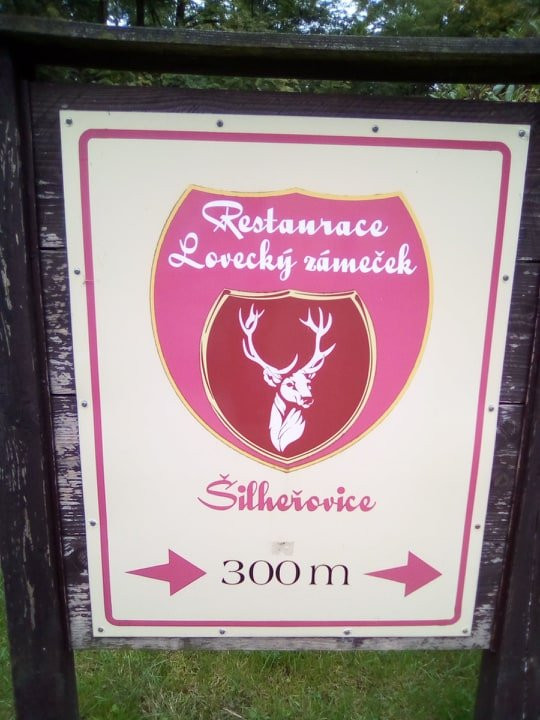 Restaurace
Lovecký zámeček
Šilheřovice
300 m